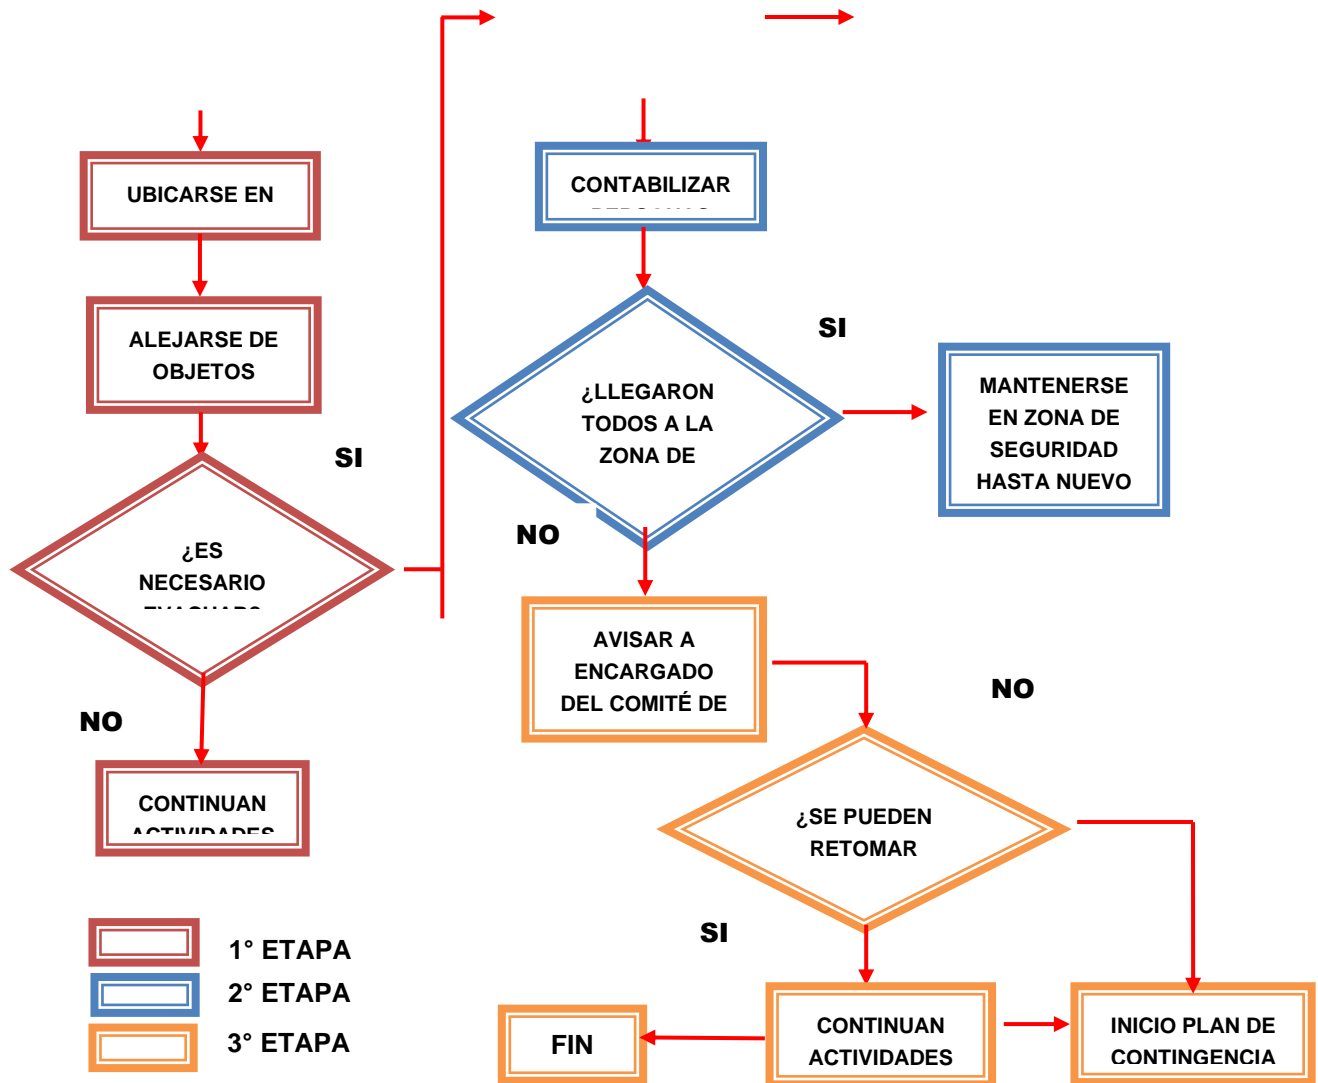 UBICARSE EN
ALEJARSE DE
OBJETOS
SI
¿ES
NECESARIO
EVACUAR?
NO
CONTINUAN
ACTIVIDADES
1° ETAPA
2° ETAPA
3° ETAPA
CONTABILIZAR
¿LLEGARON
TODOS A LA
ZONA DE
SI
MANTENERSE
EN ZONA DE
SEGURIDAD
HASTA NUEVO
NO
AVISAR A
ENCARGADO
DEL COMITÉ DE
NO
¿SE PUEDEN
RETOMAR
SI
FIN
CONTINUAN
ACTIVIDADES
INICIO PLAN DE
CONTINGENCIA